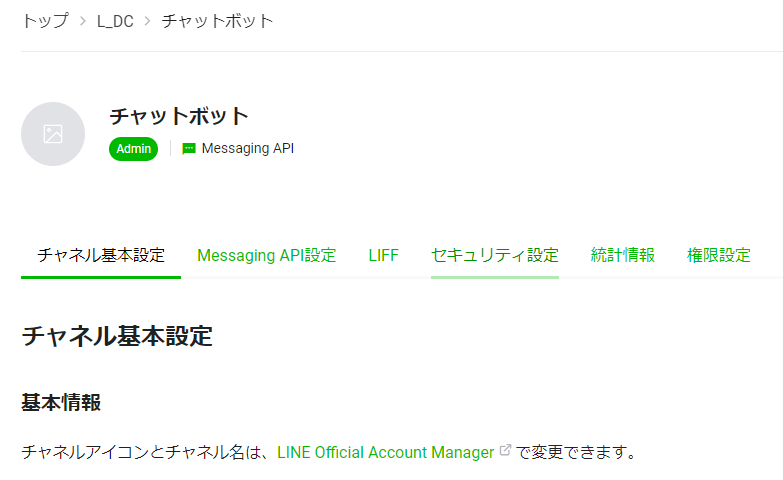 トップ > L_DC > チャットボット
チャットボット
Admin Messaging API
チャネル基本設定 Messaging API設定 LIFF セキュリティ設定 統計情報 権限設定
チャネル基本設定
基本情報
チャネルアイコンとチャネル名は、LINE Official Account Manager で変更できます。